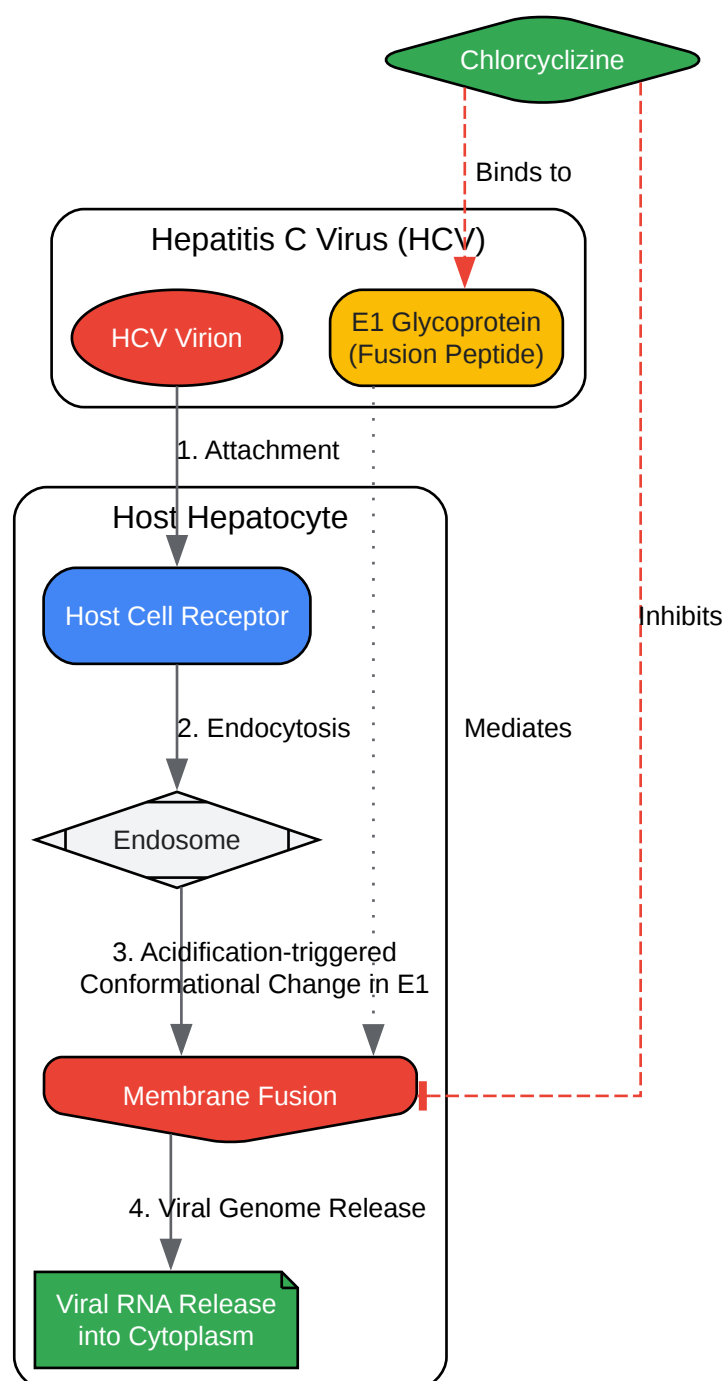 Chlorcyclizine
Binds to
Hepatitis C Virus (HCV)
HCV Virion
E1 Glycoprotein
(Fusion Peptide)
1. Attachment
Host Hepatocyte
Host Cell Receptor
Inhibits
2. Endocytosis
Mediates
Endosome
3. Acidification-triggered
Conformational Change in E1
Membrane Fusion
4. Viral Genome Release
Viral RNA Release
into Cytoplasm